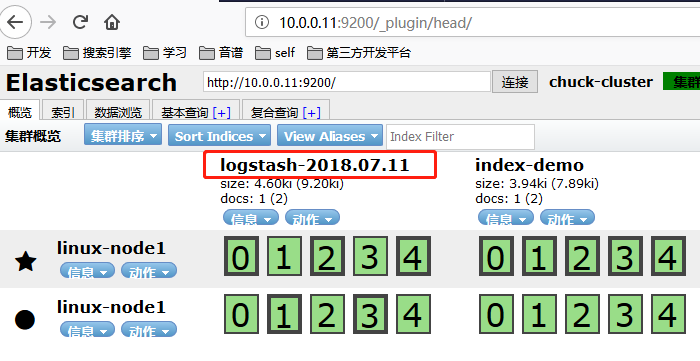 10.0.0.11:9200/_plugin/head/
开发 搜索引擎 学习 音谱 self 第三方开发平台
Elasticsearch http://10.0.0.11:9200/ 连接 chuck-cluster 集群
概览 索引 数据浏览 基本查询 [+] 复合查询 [+]
集群概览 集群排序 Sort Indices View Aliases Index Filter
logstash-2018.07.11 index-demo
size: 4.60ki (9.20ki) size: 3.94ki (7.89ki)
docs: 1 (2) docs: 1 (2)
信息 动作 信息 动作
linux-node1 0 1 2 3 4 0 1 2 3 4
信息 动作
linux-node1 0 1 2 3 4 0 1 2 3 4
信息 动作